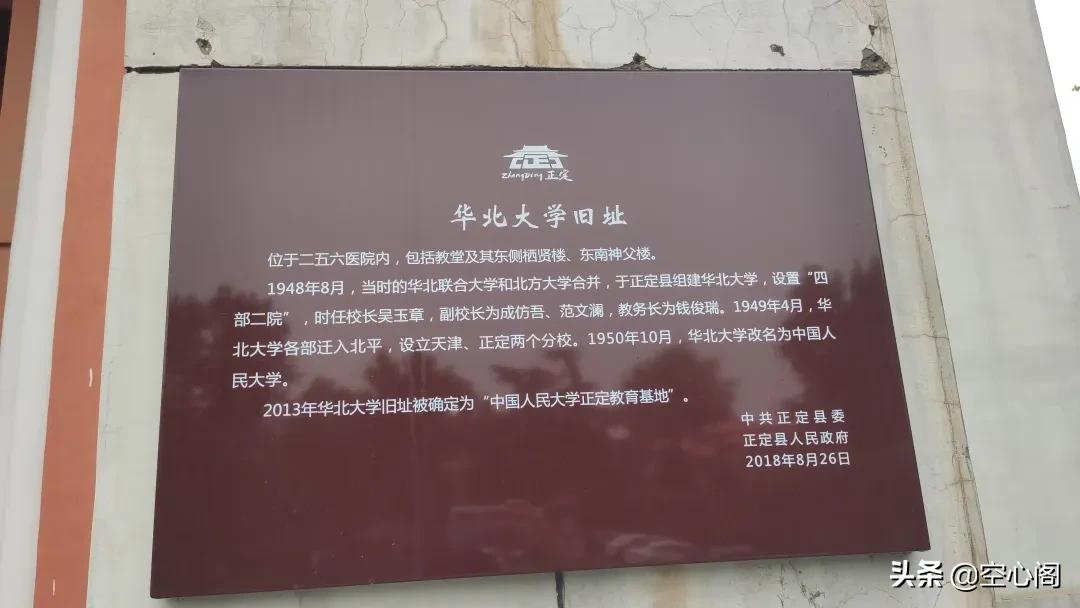 ZhengDing 正定
华北大学旧址
位于二五六医院内，包括教堂及其东侧栖贤楼、东南神父楼。
1948年8月，当时的华北联合大学和北方大学合并，于正定县组建华北大学，设置“四
部二院”，时任校长吴玉章，副校长为成仿吾、范文澜，教务长为钱俊瑞。1949年4月，华
北大学各部迁入北平，设立天津、正定两个分校。1950年10月，华北大学改名为中国人
民大学。
2013年华北大学旧址被确定为“中国人民大学正定教育基地”。
中共正定县委
正定县人民政府
2018年8月26日
头条 @空心阁